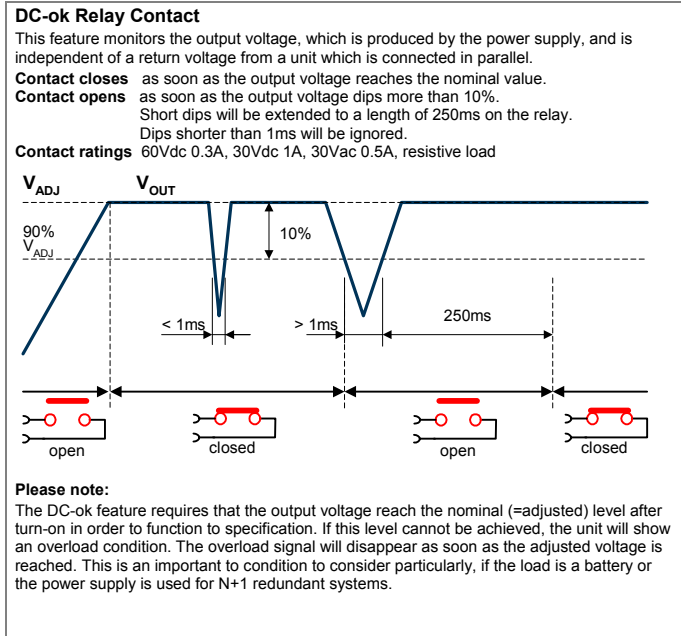 DC-ok Relay Contact
This feature monitors the output voltage, which is produced by the power supply, and is
independent of a return voltage from a unit which is connected in parallel.
Contact closes as soon as the output voltage reaches the nominal value.
Contact opens as soon as the output voltage dips more than 10%.
Short dips will be extended to a length of 250ms on the relay.
Dips shorter than 1ms will be ignored.
Contact ratings 60Vdc 0.3A, 30Vdc 1A, 30Vac 0.5A, resistive load
VADJ VOUT
90%
VADJ
10%
< 1ms > 1ms 250ms
open closed open closed
Please note:
The DC-ok feature requires that the output voltage reach the nominal (=adjusted) level after
turn-on in order to function to specification. If this level cannot be achieved, the unit will show
an overload condition. The overload signal will disappear as soon as the adjusted voltage is
reached. This is an important to condition to consider particularly, if the load is a battery or
the power supply is used for N+1 redundant systems.